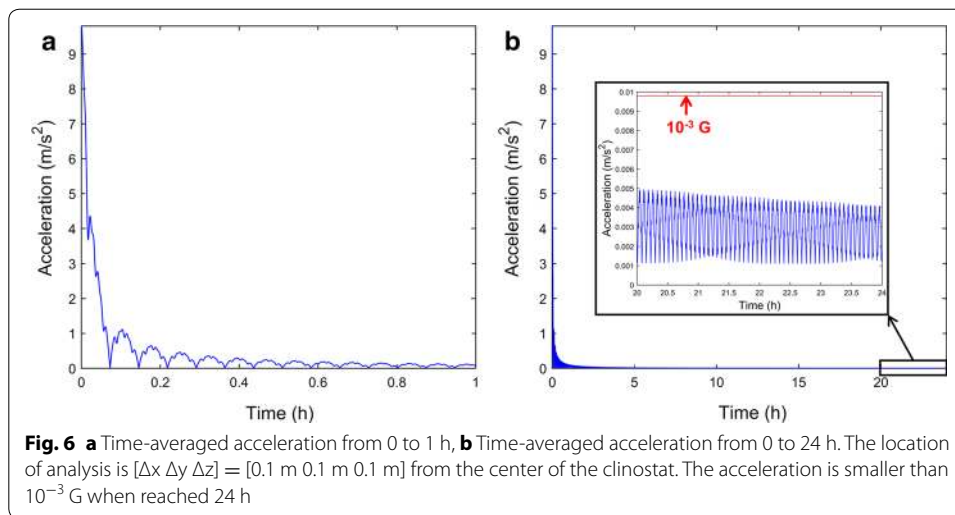 a
b
9
8
7
6
5
4
3
2
1
0
Acceleration (m/s²)
0 0.2 0.4 0.6 0.8 1
Time (h)
9
8
7
6
5
4
3
2
1
0
Acceleration (m/s²)
0 5 10 15 20
Time (h)
0.01
0.009
0.008
0.007
0.006
0.005
0.004
0.003
0.002
0.001
0
Acceleration (m/s²)
10⁻³ G
20 20.5 21 21.5 22 22.5 23 23.5 24
Time (h)
Fig. 6 a Time-averaged acceleration from 0 to 1 h, b Time-averaged acceleration from 0 to 24 h. The location
of analysis is [Δx Δy Δz] = [0.1 m 0.1 m 0.1 m] from the center of the clinostat. The acceleration is smaller than
10⁻³ G when reached 24 h